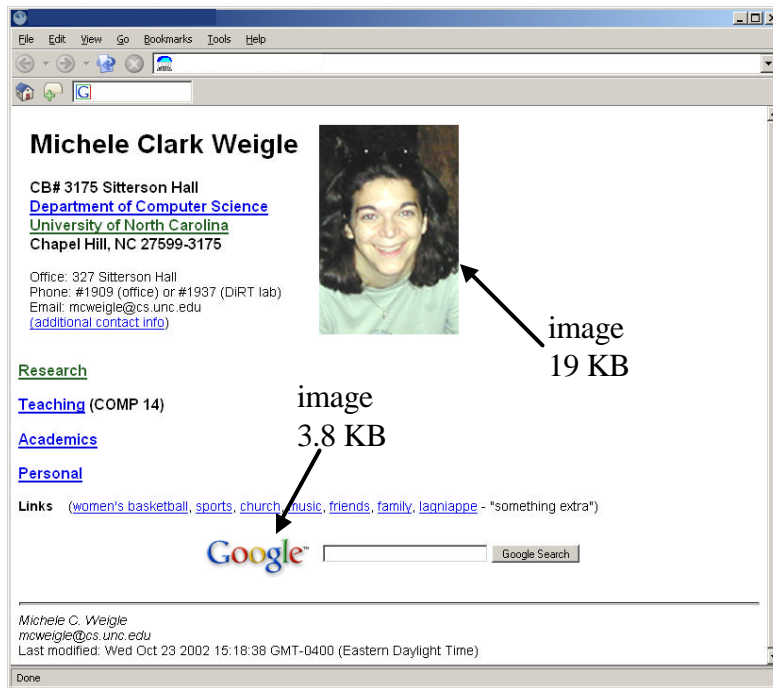 File Edit View Go Bookmarks Tools Help
G
Michele Clark Weigle
CB# 3175 Sitterson Hall
Department of Computer Science
University of North Carolina
Chapel Hill, NC 27599-3175
Office: 327 Sitterson Hall
Phone: #1909 (office) or #1937 (DiRT lab)
Email: mcweigle@cs.unc.edu
(additional contact info)
image
19 KB
Research
Teaching (COMP 14)
image
3.8 KB
Academics
Personal
Links (women's basketball, sports, church, music, friends, family, lagniappe - "something extra")
Google™ Google Search
Michele C. Weigle
mcweigle@cs.unc.edu
Last modified: Wed Oct 23 2002 15:18:38 GMT-0400 (Eastern Daylight Time)
Done